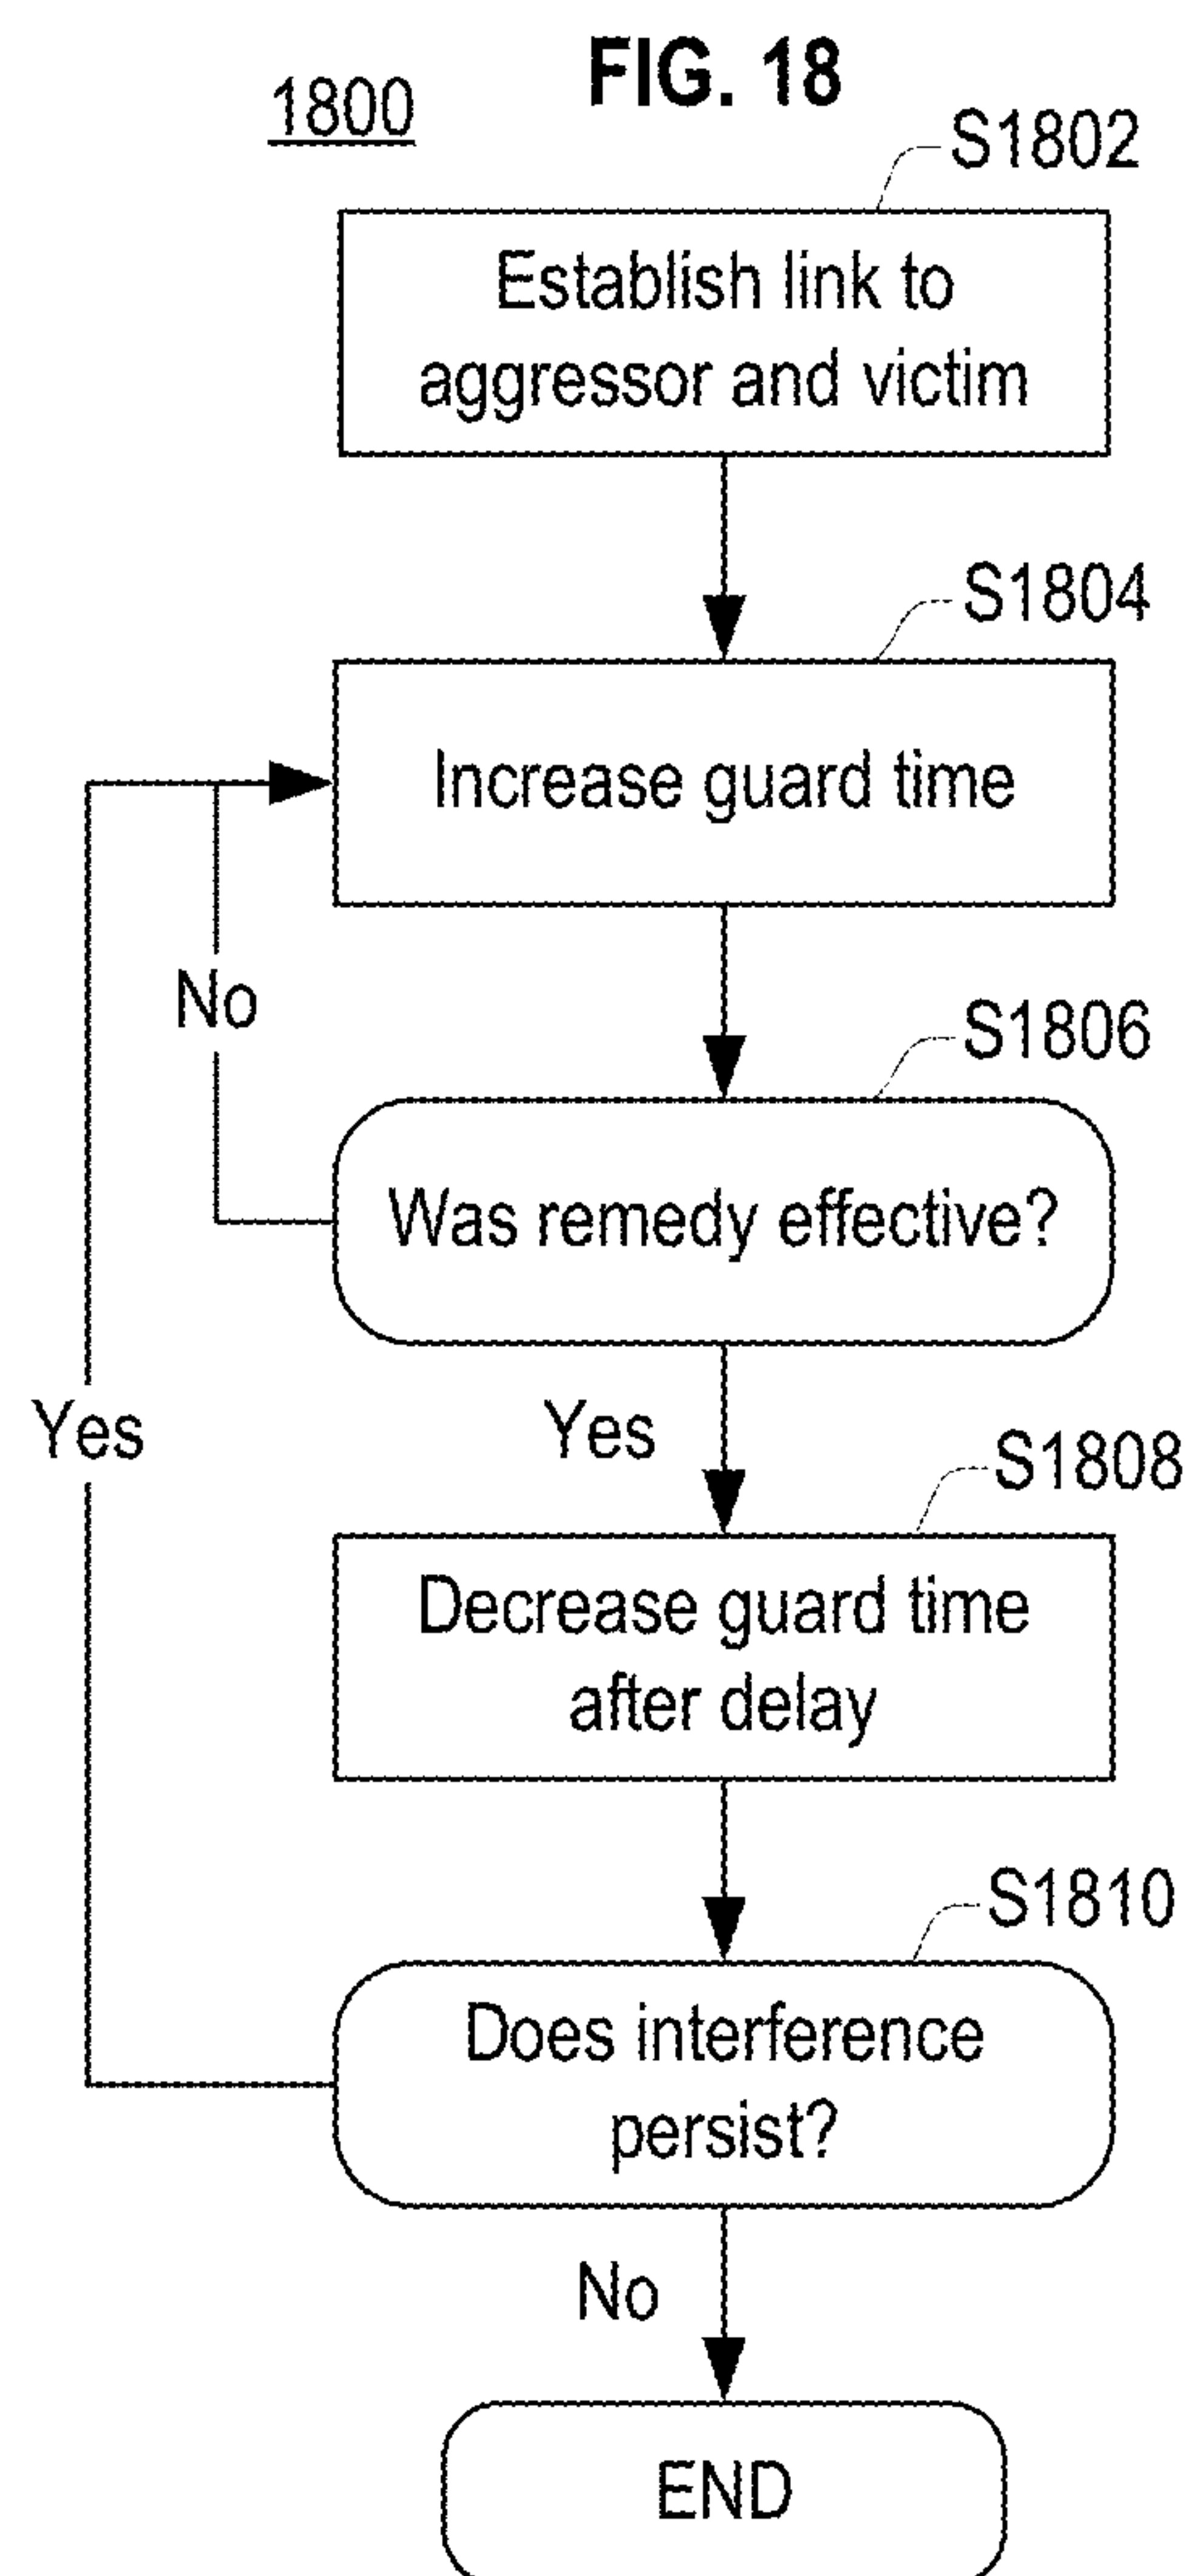 FIG. 18
1800
S1802
Establish link to
aggressor and victim
S1804
Increase guard time
No
S1806
Was remedy effective?
Yes
Yes
S1808
Decrease guard time
after delay
S1810
Does interference
persist?
No
END